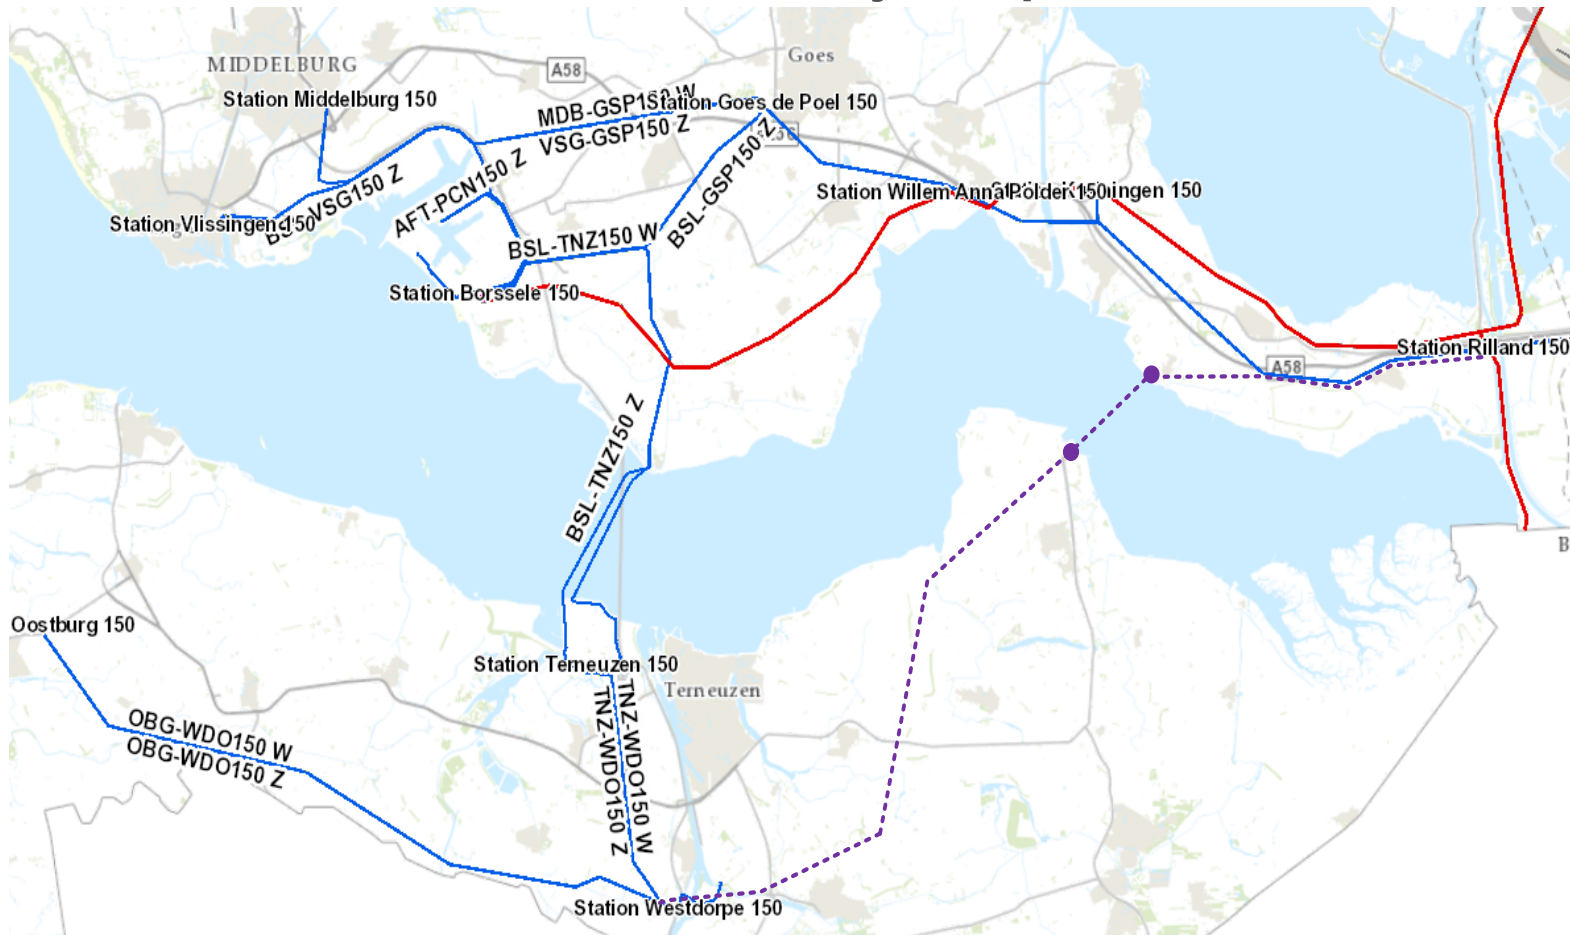 Goes
MIDDELBURG
A58
Station Middelburg 150
MDB-GSP150 W
Station Goes de Poel 150
VSG-GSP150 Z
BSL-GSP150 Z
VSG150 Z
AFT-PCN150 Z
Station Willem Annapolder 150
ingen 150
Station Vlissingen 150
BSL-TNZ150 W
Station Borssele 150
Station Rilland 150
A58
BSL-TNZ150 Z
B
Oostburg 150
Station Terneuzen 150
Terneuzen
OBG-WDO150 W
OBG-WDO150 Z
TNZ-WDO150 W
TNZ-WDO150 Z
Station Westdorpe 150